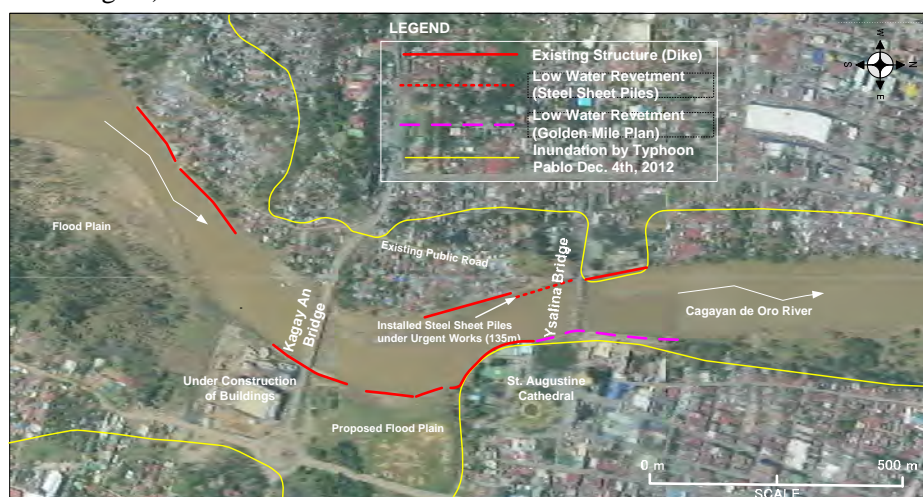 LEGEND
Existing Structure (Dike)
Low Water Revetment
(Steel Sheet Piles)
Low Water Revetment
(Golden Mile Plan)
Inundation by Typhoon
Pablo Dec. 4th, 2012
W
S
N
E
Flood Plain
Existing Public Road
Kagay An
Bridge
Ysalina Bridge
Cagayan de Oro River
Installed Steel Sheet Piles
under Urgent Works (135m)
Under Construction
of Buildings
St. Augustine
Cathedral
Proposed Flood Plain
0 m
500 m
SCALE